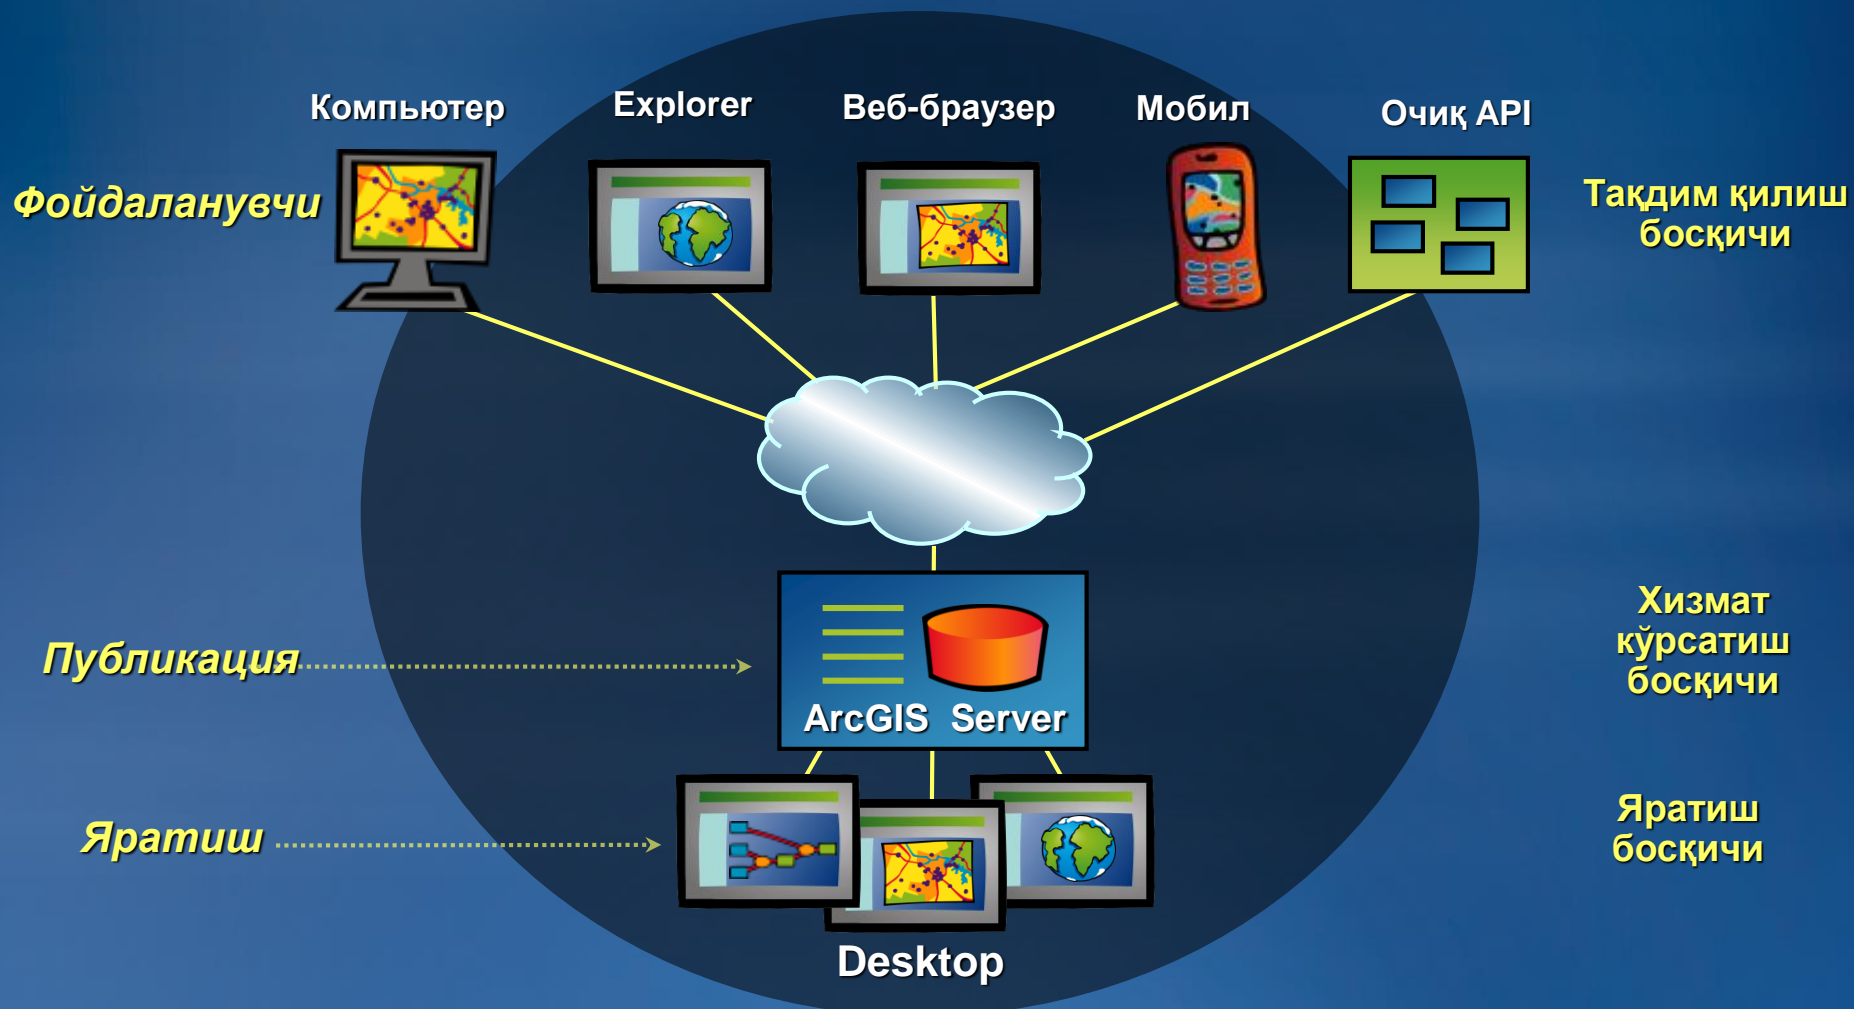 Компьютер
Explorer
Веб-браузер
Мобил
Очиқ API
Фойдаланувчи
Тақдим қилиш
босқичи
Публикация
ArcGIS Server
Хизмат
кўрсатиш
босқичи
Яратиш
Яратиш
босқичи
Desktop